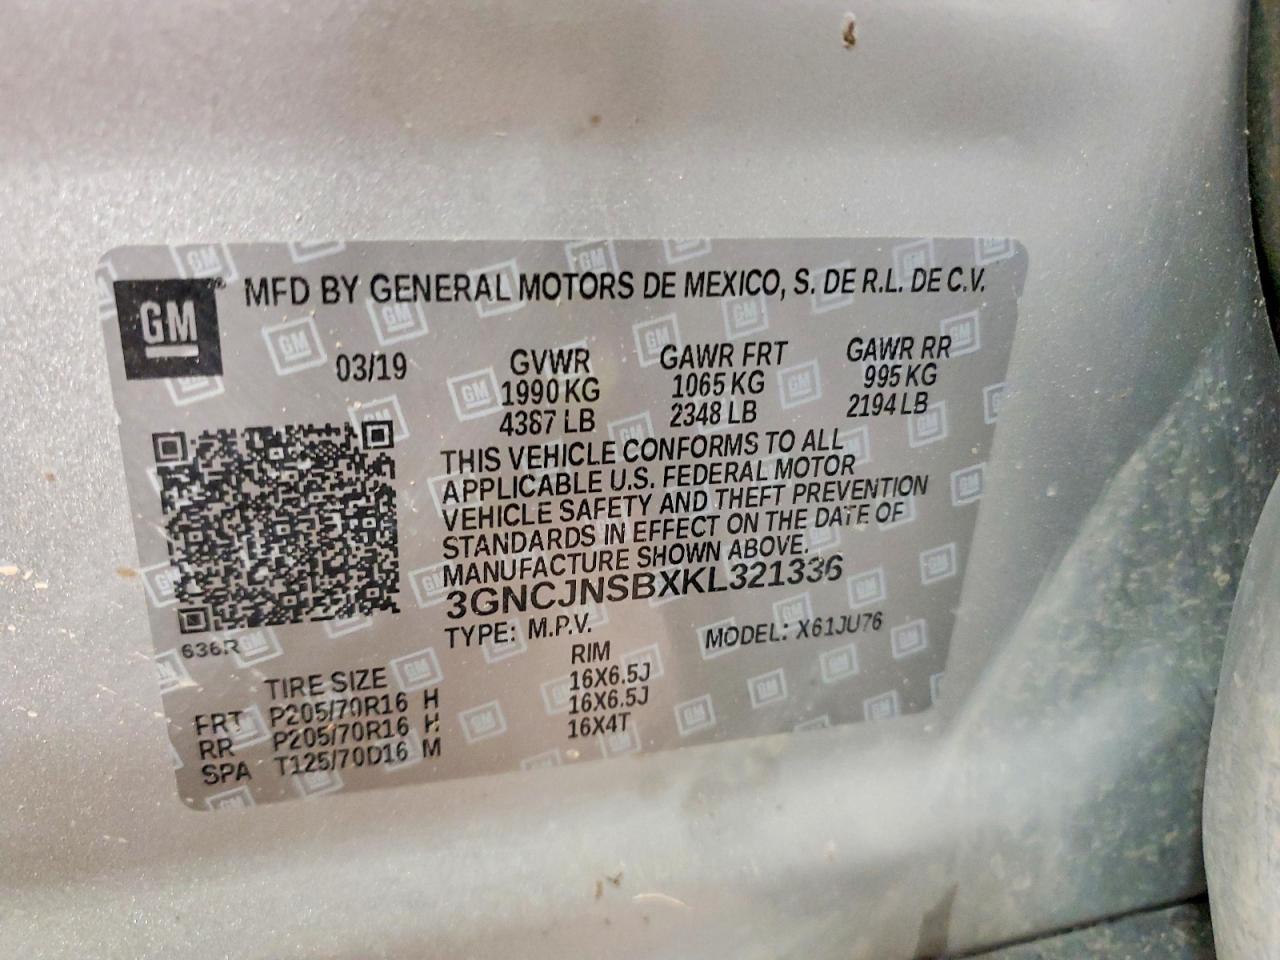 GM
MFD BY GENERAL MOTORS DE MEXICO, S. DE R.L. DE C.V.
03/19 GVWR GAWR FRT GAWR RR
1990 KG 1065 KG 995 KG
4387 LB 2348 LB 2194 LB
THIS VEHICLE CONFORMS TO ALL
APPLICABLE U.S. FEDERAL MOTOR
VEHICLE SAFETY AND THEFT PREVENTION
STANDARDS IN EFFECT ON THE DATE OF
MANUFACTURE SHOWN ABOVE.
3GNCJNSBXKL321336
TYPE: M.P.V. MODEL: X61JU76
636R
TIRE SIZE RIM
FRT P205/70R16 H 16X6.5J
RR P205/70R16 H 16X6.5J
SPA T125/70D16 M 16X4T